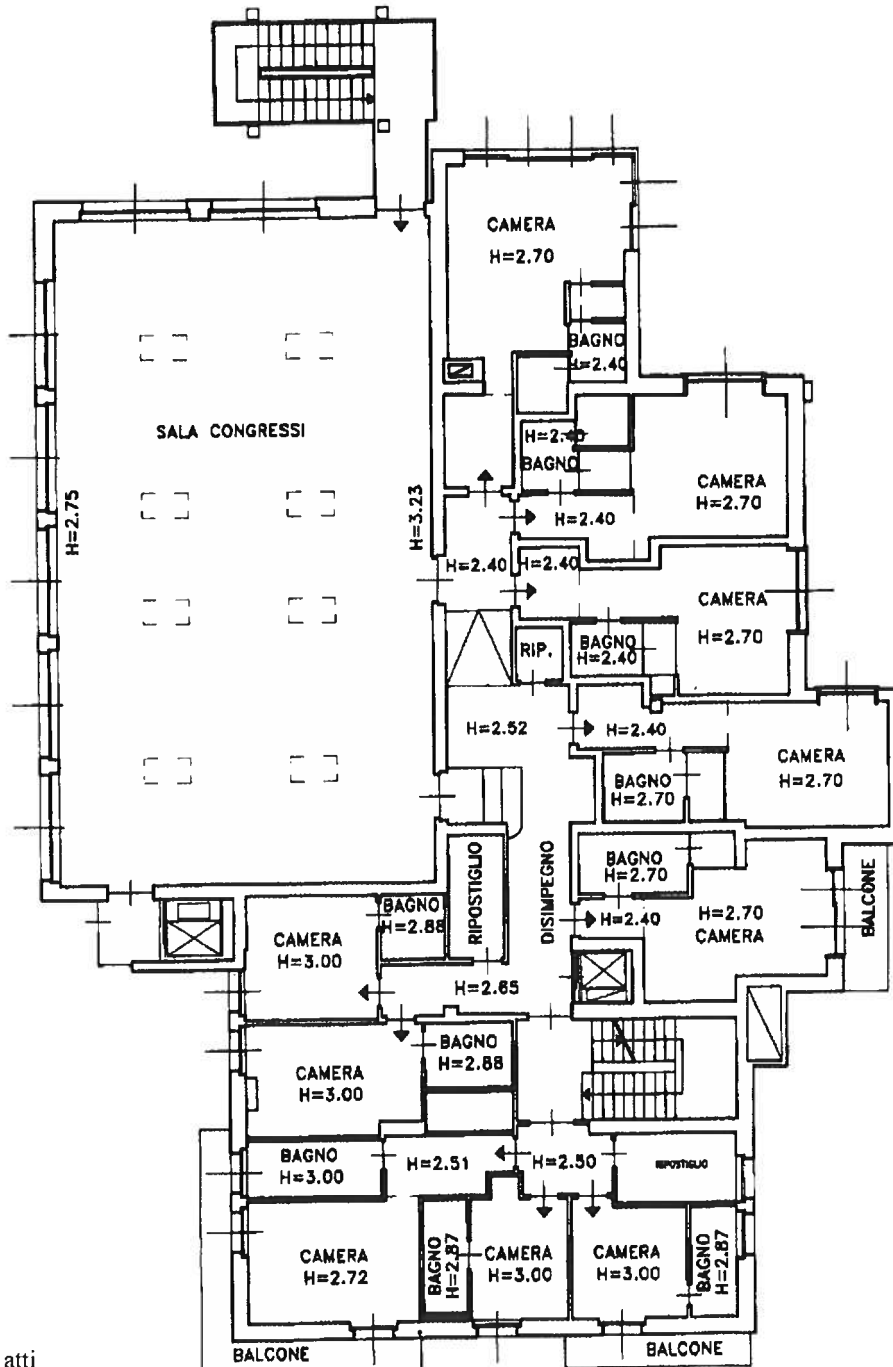 CAMERA
H=2.70
BAGNO
H=2.40
SALA CONGRESSI
H=2.40
BAGNO
CAMERA
H=2.70
H=2.75
H=3.23
H=2.40
H=2.40
H=2.40
CAMERA
H=2.70
BAGNO
H=2.40
RIP.
H=2.52
H=2.40
CAMERA
H=2.70
BAGNO
H=2.70
BAGNO
H=2.70
RIPOSTIGLIO
DISIMPEGNO
H=2.40
H=2.70
CAMERA
BALCONE
BAGNO
H=2.88
CAMERA
H=3.00
H=2.65
BAGNO
H=2.88
CAMERA
H=3.00
BAGNO
H=3.00
H=2.51
H=2.50
RIPOSTIGLIO
CAMERA
H=2.72
BAGNO
H=2.87
CAMERA
H=3.00
CAMERA
H=3.00
BAGNO
H=2.87
BALCONE
BALCONE
atti